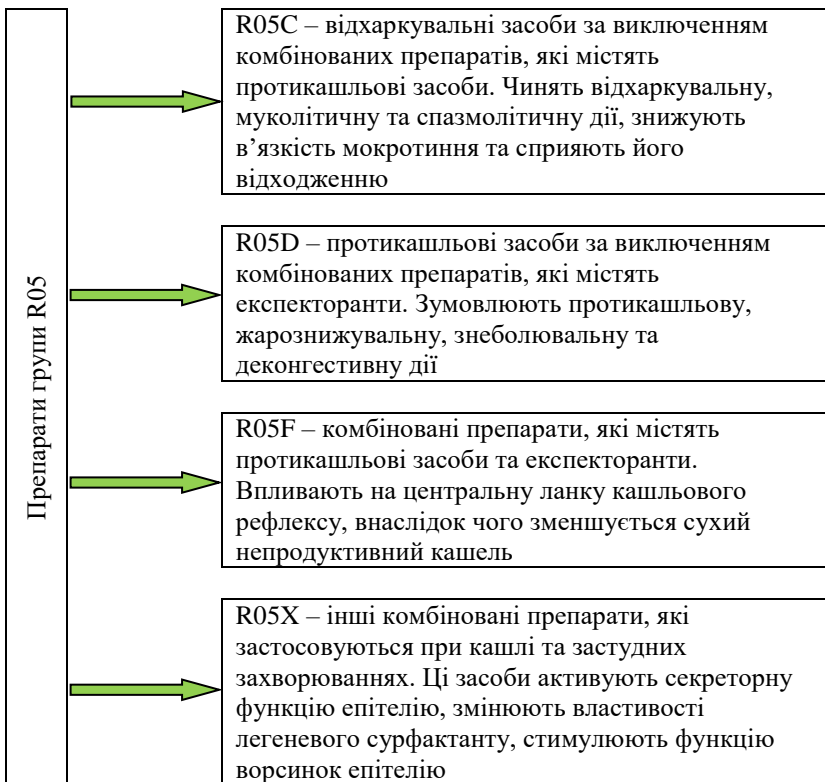 Препарати групи R05
R05C – відхаркувальні засоби за виключенням
комбінованих препаратів, які містять
протикашльові засоби. Чинять відхаркувальну,
муколітичну та спазмолітичну дії, знижують
в’язкість мокротиння та сприяють його
відходженню
R05D – протикашльові засоби за виключенням
комбінованих препаратів, які містять
експекторанти. Зумовлюють протикашльову,
жарознижувальну, знеболювальну та
деконгестивну дії
R05F – комбіновані препарати, які містять
протикашльові засоби та експекторанти.
Впливають на центральну ланку кашльового
рефлексу, внаслідок чого зменшується сухий
непродуктивний кашель
R05X – інші комбіновані препарати, які
застосовуються при кашлі та застудних
захворюваннях. Ці засоби активують секреторну
функцію епітелію, змінюють властивості
легеневого сурфактанту, стимулюють функцію
ворсинок епітелію